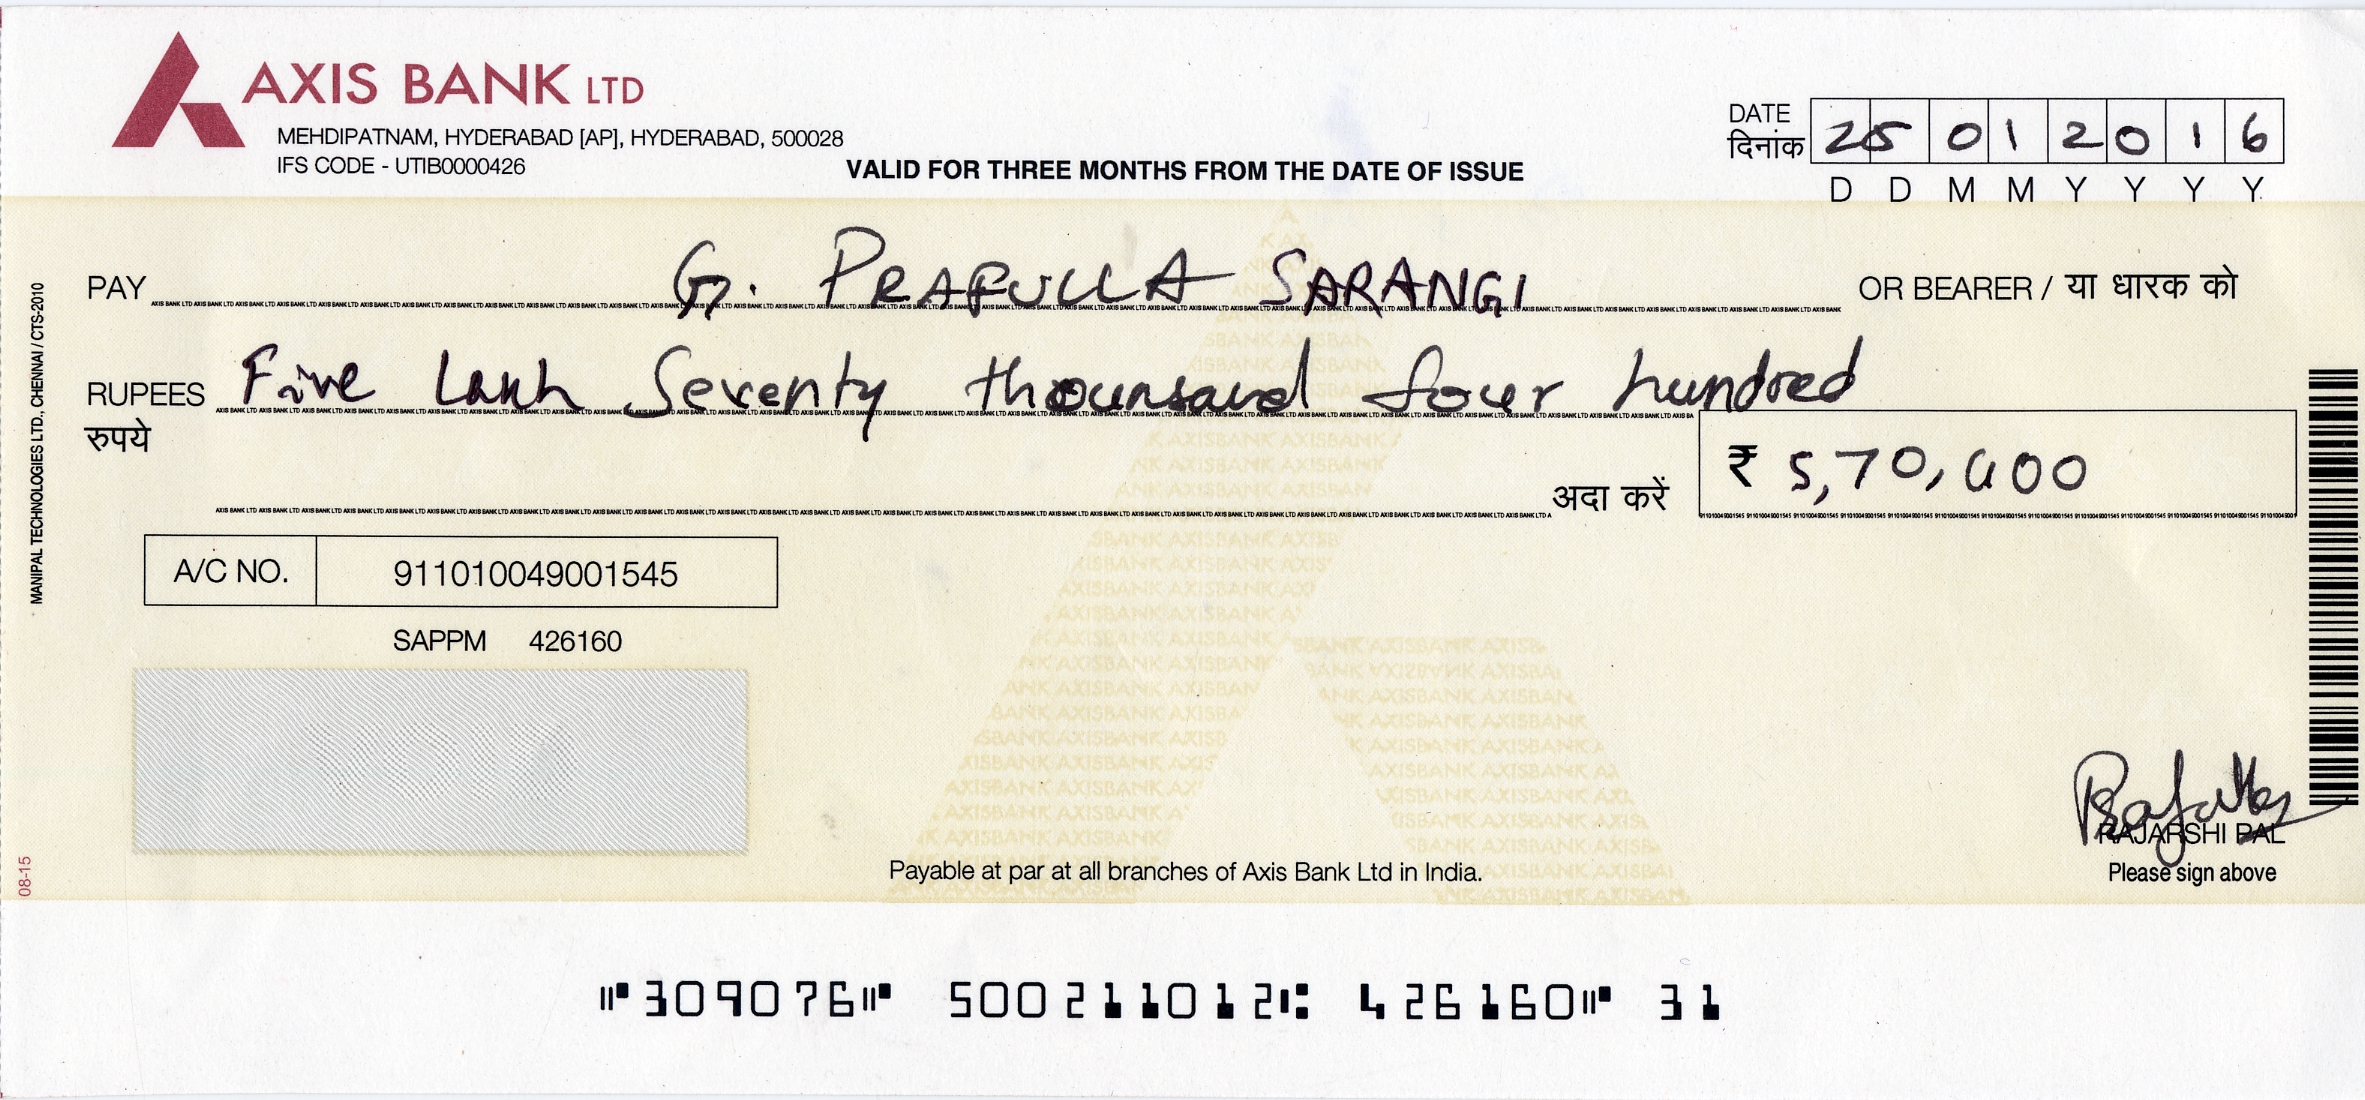 AXIS BANK LTD
MEHDIPATNAM, HYDERABAD [AP], HYDERABAD, 500028
IFS CODE - UTIB0000426
VALID FOR THREE MONTHS FROM THE DATE OF ISSUE
DATE
दिनांक 25 01 2016
D D M M Y Y Y Y
PAY G. PRAFULLA SARANGI OR BEARER / या धारक को
RUPEES Five Lakh Seventy thounsand four hundred
रुपये
अदा करें ₹ 5,70,400
A/C NO. 911010049001545
SAPPM 426160
VOID
RAJARSHI PAL
Please sign above
Payable at par at all branches of Axis Bank Ltd in India.
MANIPAL TECHNOLOGIES LTD., CHENNAI / CTS-2010
08-15
309076 500211012 426160 31